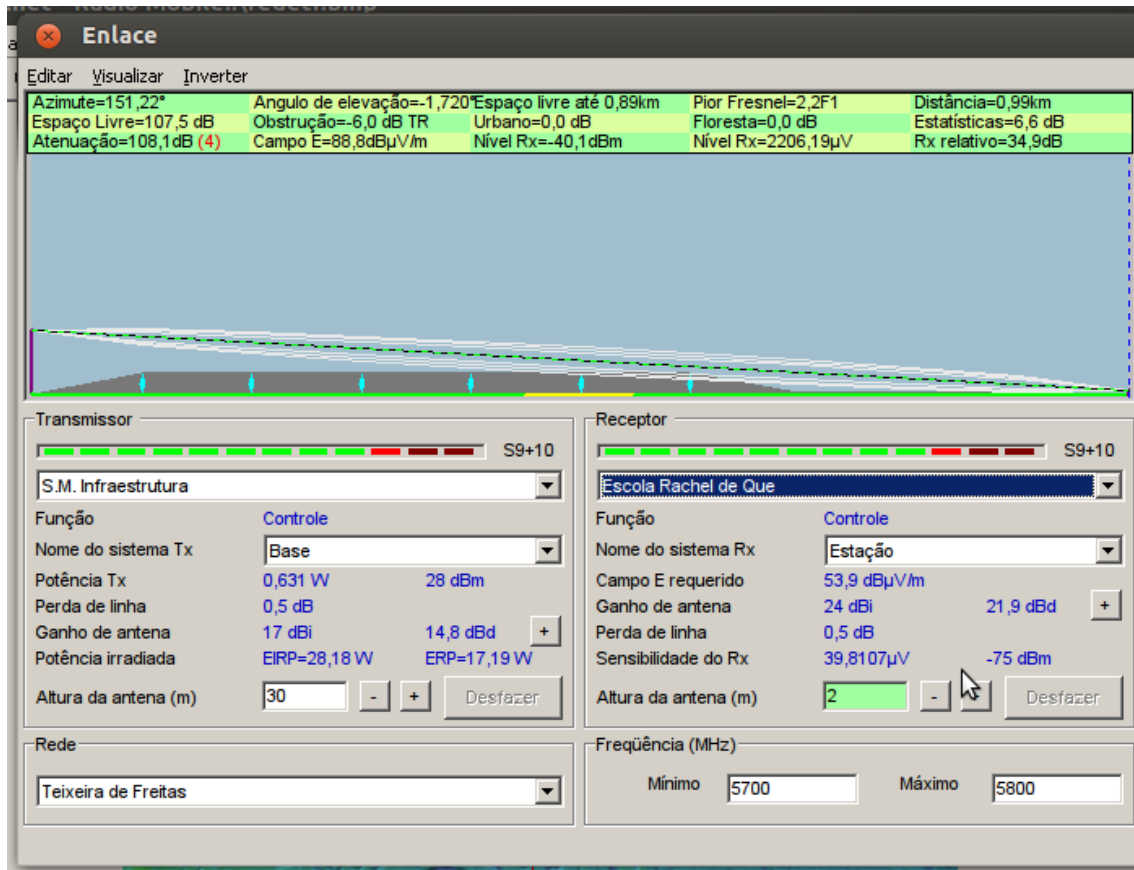 Enlace
Editar Visualizar Inverter
Azimute=151,22° Angulo de elevação=-1,720° Espaço livre até 0,89km Pior Fresnel=2,2F1 Distância=0,99km
Espaço Livre=107,5 dB Obstrução=-6,0 dB TR Urbano=0,0 dB Floresta=0,0 dB Estatísticas=6,6 dB
Atenuação=108,1dB (4) Campo E=88,8dBµV/m Nível Rx=-40,1dBm Nível Rx=2206,19µV Rx relativo=34,9dB
Transmissor
S9+10
S.M. Infraestrutura
Função Controle
Nome do sistema Tx Base
Potência Tx 0,631 W 28 dBm
Perda de linha 0,5 dB
Ganho de antena 17 dBi 14,8 dBd +
Potência irradiada EIRP=28,18 W ERP=17,19 W
Altura da antena (m) 30 - + Desfazer
Rede
Teixeira de Freitas
Receptor
S9+10
Escola Rachel de Que
Função Controle
Nome do sistema Rx Estação
Campo E requerido 53,9 dBµV/m
Ganho de antena 24 dBi 21,9 dBd +
Perda de linha 0,5 dB
Sensibilidade do Rx 39,8107µV -75 dBm
Altura da antena (m) 2 - Desfazer
Freqüência (MHz)
Mínimo 5700 Máximo 5800